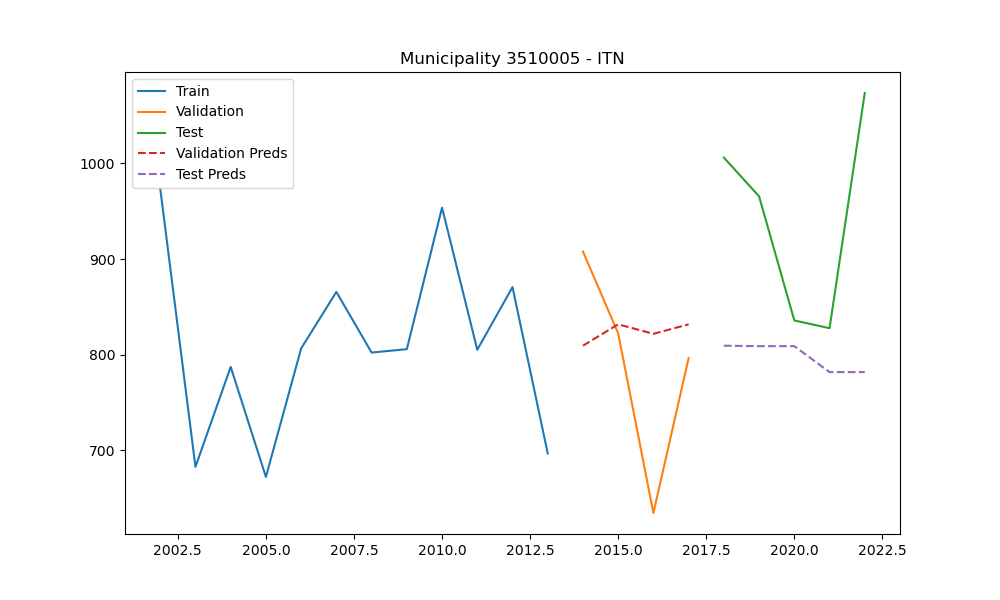 Municipality 3510005 - ITN
Train
Validation
Test
Validation Preds
Test Preds
1000
900
800
700
2002.5 2005.0 2007.5 2010.0 2012.5 2015.0 2017.5 2020.0 2022.5